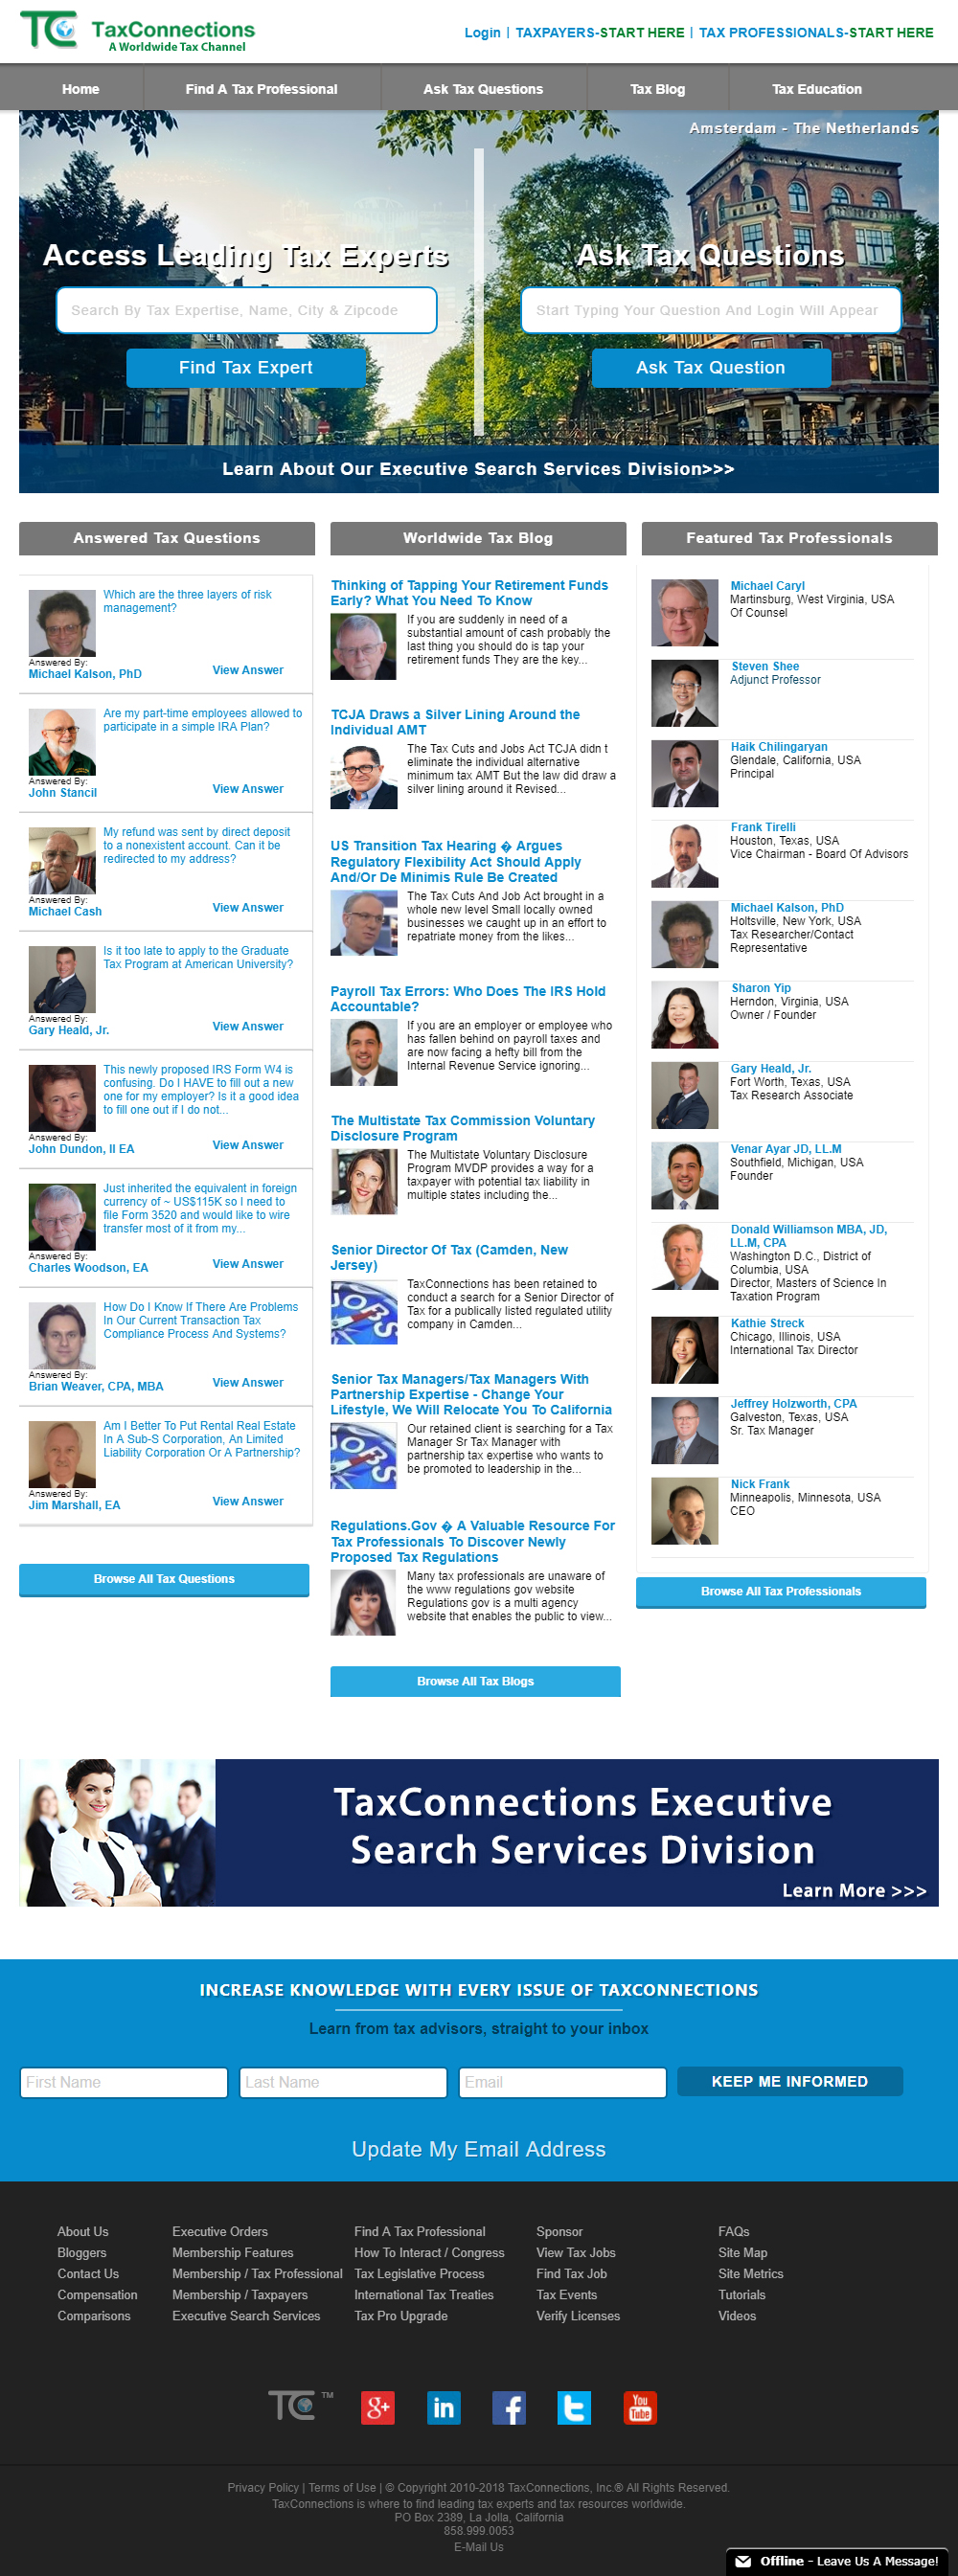 TC TaxConnections
A Worldwide Tax Channel
Login | TAXPAYERS-START HERE | TAX PROFESSIONALS-START HERE
Home Find A Tax Professional Ask Tax Questions Tax Blog Tax Education
Amsterdam - The Netherlands
Access Leading Tax Experts
Search By Tax Expertise, Name, City & Zipcode
Find Tax Expert
Ask Tax Questions
Start Typing Your Question And Login Will Appear
Ask Tax Question
Learn About Our Executive Search Services Division>>>
Answered Tax Questions
Which are the three layers of risk
management?
Answered By:
Michael Kalson, PhD
View Answer
Are my part-time employees allowed to
participate in a simple IRA Plan?
Answered By:
John Stancil
View Answer
My refund was sent by direct deposit
to a nonexistent account. Can it be
redirected to my address?
Answered By:
Michael Cash
View Answer
Is it too late to apply to the Graduate
Tax Program at American University?
Answered By:
Gary Heald, Jr.
View Answer
This newly proposed IRS Form W4 is
confusing. Do I HAVE to fill out a new
one for my employer? Is it a good idea
to fill one out if I do not...
Answered By:
John Dundon, II EA
View Answer
Just inherited the equivalent in foreign
currency of ~ US$115K so I need to
file Form 3520 and would like to wire
transfer most of it from my...
Answered By:
Charles Woodson, EA
View Answer
How Do I Know If There Are Problems
In Our Current Transaction Tax
Compliance Process And Systems?
Answered By:
Brian Weaver, CPA, MBA
View Answer
Am I Better To Put Rental Real Estate
In A Sub-S Corporation, An Limited
Liability Corporation Or A Partnership?
Answered By:
Jim Marshall, EA
View Answer
Browse All Tax Questions
Worldwide Tax Blog
Thinking of Tapping Your Retirement Funds
Early? What You Need To Know
If you are suddenly in need of a
substantial amount of cash probably the
last thing you should do is tap your
retirement funds They are the key...
TCJA Draws a Silver Lining Around the
Individual AMT
The Tax Cuts and Jobs Act TCJA didn t
eliminate the individual alternative
minimum tax AMT But the law did draw a
silver lining around it Revised...
US Transition Tax Hearing � Argues
Regulatory Flexibility Act Should Apply
And/Or De Minimis Rule Be Created
The Tax Cuts And Job Act brought in a
whole new level Small locally owned
businesses we caught up in an effort to
repatriate money from the likes...
Payroll Tax Errors: Who Does The IRS Hold
Accountable?
If you are an employer or employee who
has fallen behind on payroll taxes and
are now facing a hefty bill from the
Internal Revenue Service ignoring...
The Multistate Tax Commission Voluntary
Disclosure Program
The Multistate Voluntary Disclosure
Program MVDP provides a way for a
taxpayer with potential tax liability in
multiple states including the...
Senior Director Of Tax (Camden, New
Jersey)
JOBS
TaxConnections has been retained to
conduct a search for a Senior Director of
Tax for a publically listed regulated utility
company in Camden...
Senior Tax Managers/Tax Managers With
Partnership Expertise - Change Your
Lifestyle, We Will Relocate You To California
JOBS
Our retained client is searching for a Tax
Manager Sr Tax Manager with
partnership tax expertise who wants to
be promoted to leadership in the...
Regulations.Gov � A Valuable Resource For
Tax Professionals To Discover Newly
Proposed Tax Regulations
Many tax professionals are unaware of
the www regulations gov website
Regulations gov is a multi agency
website that enables the public to view...
Browse All Tax Blogs
Featured Tax Professionals
Michael Caryl
Martinsburg, West Virginia, USA
Of Counsel
Steven Shee
Adjunct Professor
Haik Chilingaryan
Glendale, California, USA
Principal
Frank Tirelli
Houston, Texas, USA
Vice Chairman - Board Of Advisors
Michael Kalson, PhD
Holtsville, New York, USA
Tax Researcher/Contact
Representative
Sharon Yip
Herndon, Virginia, USA
Owner / Founder
Gary Heald, Jr.
Fort Worth, Texas, USA
Tax Research Associate
Venar Ayar JD, LL.M
Southfield, Michigan, USA
Founder
Donald Williamson MBA, JD,
LL.M, CPA
Washington D.C., District of
Columbia, USA
Director, Masters of Science In
Taxation Program
Kathie Streck
Chicago, Illinois, USA
International Tax Director
Jeffrey Holzworth, CPA
Galveston, Texas, USA
Sr. Tax Manager
Nick Frank
Minneapolis, Minnesota, USA
CEO
Browse All Tax Professionals
TaxConnections Executive
Search Services Division
Learn More >>>
INCREASE KNOWLEDGE WITH EVERY ISSUE OF TAXCONNECTIONS
Learn from tax advisors, straight to your inbox
First Name Last Name Email KEEP ME INFORMED
Update My Email Address
About Us Executive Orders Find A Tax Professional Sponsor FAQs
Bloggers Membership Features How To Interact / Congress View Tax Jobs Site Map
Contact Us Membership / Tax Professional Tax Legislative Process Find Tax Job Site Metrics
Compensation Membership / Taxpayers International Tax Treaties Tax Events Tutorials
Comparisons Executive Search Services Tax Pro Upgrade Verify Licenses Videos
TC TM g+ in f t You Tube
Privacy Policy | Terms of Use | © Copyright 2010-2018 TaxConnections, Inc.® All Rights Reserved.
TaxConnections is where to find leading tax experts and tax resources worldwide.
PO Box 2389, La Jolla, California
858.999.0053
E-Mail Us
Offline - Leave Us A Message!